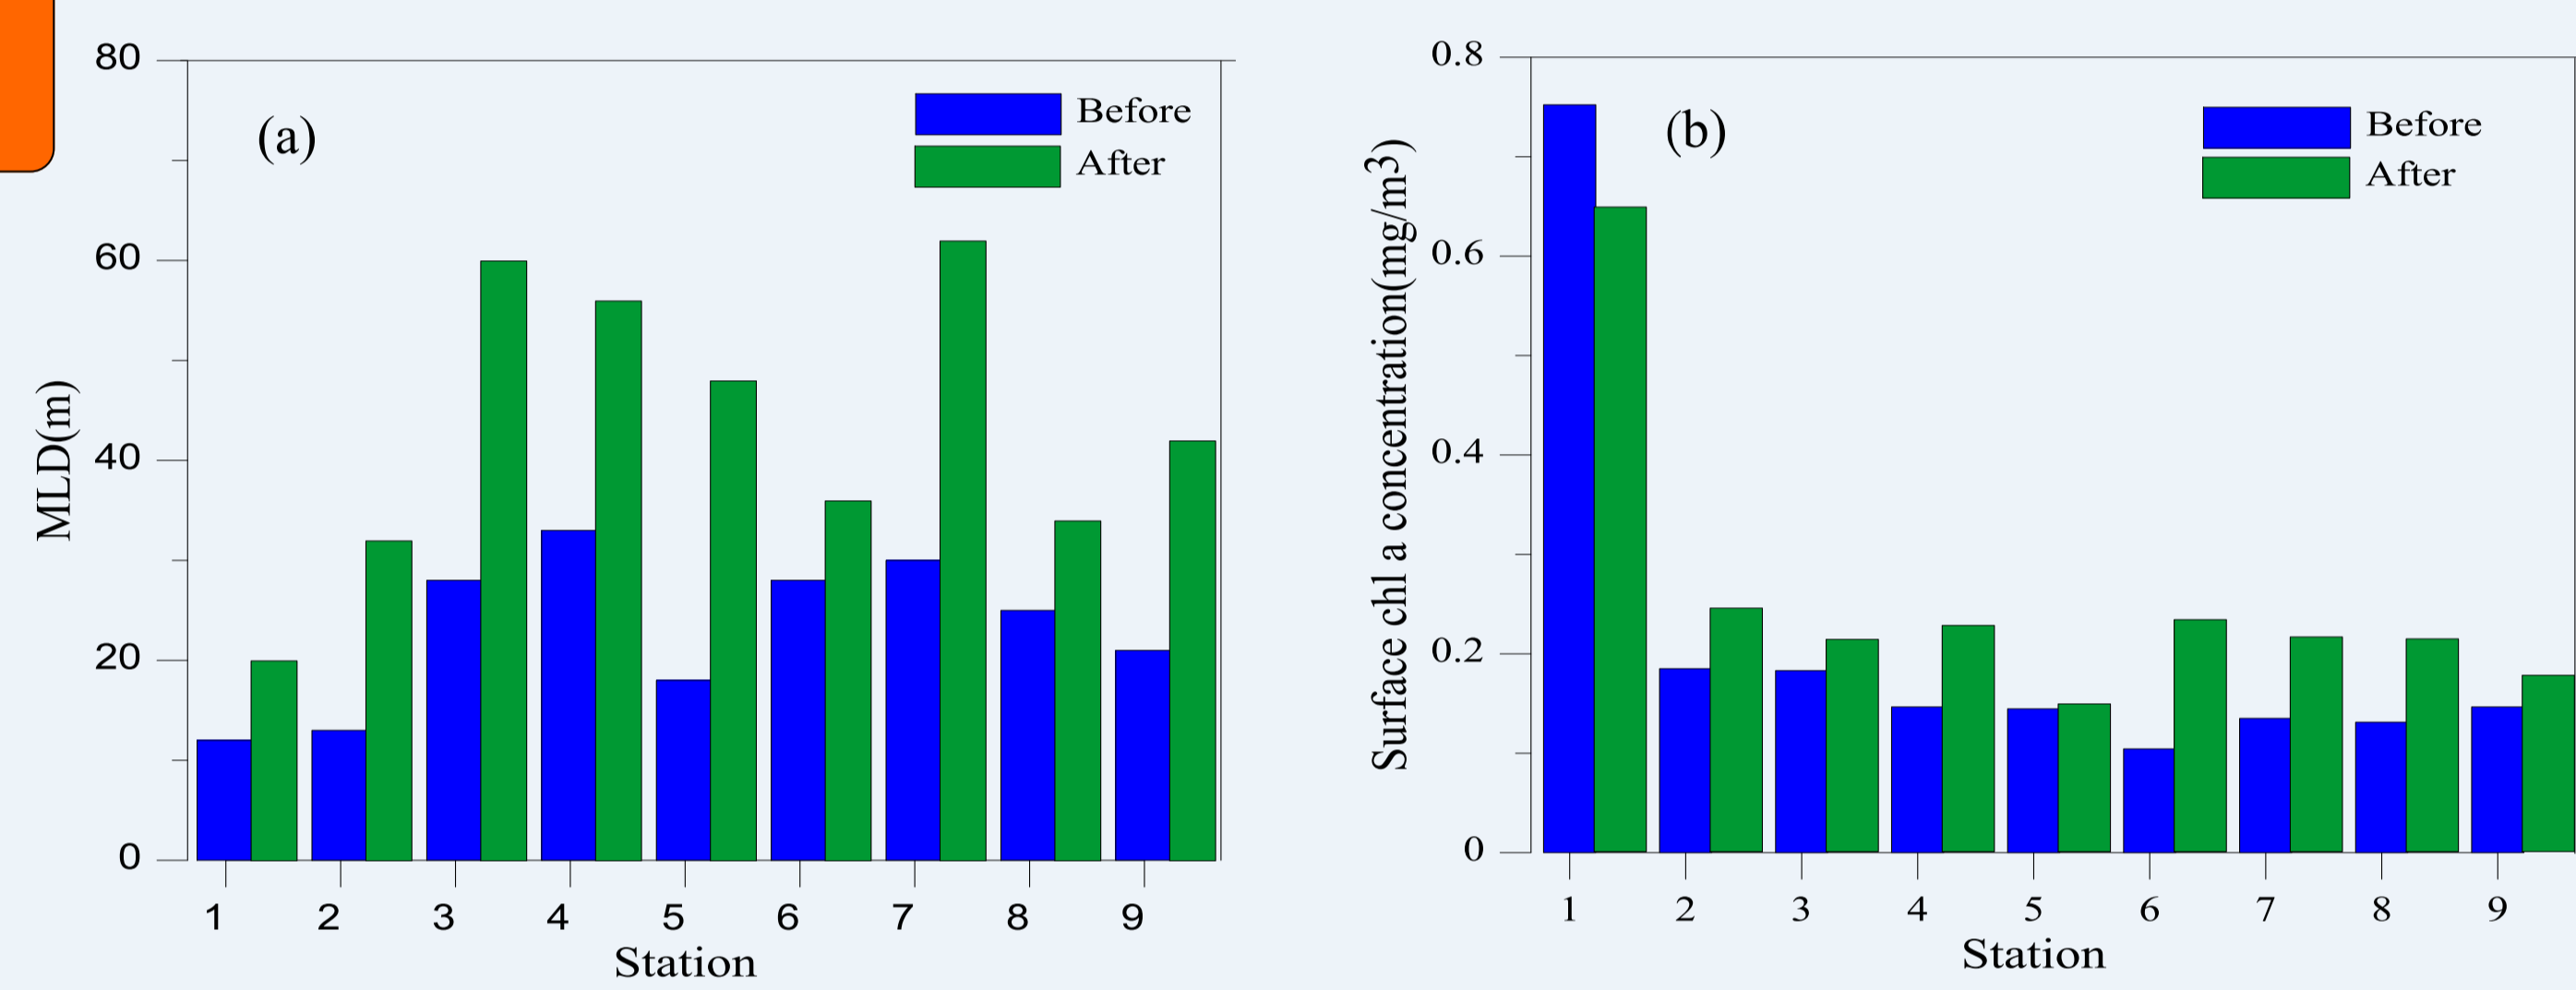 80
60
40
20
0
MLD(m)
(a)
Before
After
1 2 3 4 5 6 7 8 9
Station
0.8
0.6
0.4
0.2
0
Surface chl a concentration(mg/m3)
(b)
Before
After
1 2 3 4 5 6 7 8 9
Station